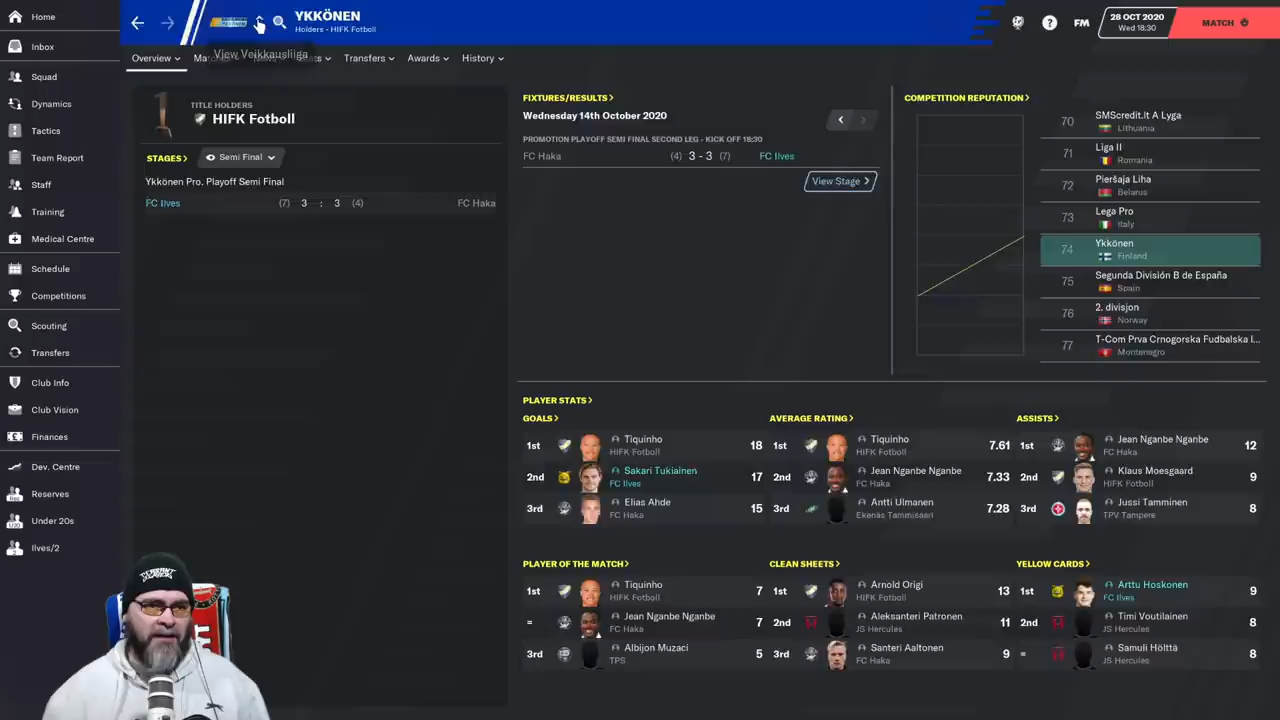 Home
Inbox
Squad
Dynamics
Tactics
Team Report
Staff
Training
Medical Centre
Schedule
Competitions
Scouting
Transfers
Club Info
Club Vision
Finances
Dev. Centre
Reserves
Under 20s
Ilves/2
YKKÖNEN
Holders - HIFK Fotboll
FM
28 OCT 2020
Wed 18:30
MATCH
View Veikkausliiga
Overview
Transfers
Awards
History
TITLE HOLDERS
HIFK Fotboll
STAGES
Semi Final
Ykkönen Pro. Playoff Semi Final
FC Ilves (7) 3 : 3 (4) FC Haka
FIXTURES/RESULTS
Wednesday 14th October 2020
PROMOTION PLAYOFF SEMI FINAL SECOND LEG - KICK OFF 18:30
FC Haka (4) 3 - 3 (7) FC Ilves
View Stage
COMPETITION REPUTATION
70 SMScredit.lt A Lyga
Lithuania
71 Liga II
Romania
72 Pieršaja Liha
Belarus
73 Lega Pro
Italy
74 Ykkönen
Finland
75 Segunda División B de España
Spain
76 2. divisjon
Norway
77 T-Com Prva Crnogorska Fudbalska l...
Montenegro
PLAYER STATS
GOALS
1st Tiquinho 18
HIFK Fotboll
2nd Sakari Tukiainen 17
FC Ilves
3rd Elias Ahde 15
FC Haka
AVERAGE RATING
1st Tiquinho 7.61
HIFK Fotboll
2nd Jean Nganbe Nganbe 7.33
FC Haka
3rd Antti Ulmanen 7.28
Ekenäs Tammisaari
ASSISTS
1st Jean Nganbe Nganbe 12
FC Haka
2nd Klaus Moesgaard 9
HIFK Fotboll
3rd Jussi Tamminen 8
TPV Tampere
PLAYER OF THE MATCH
1st Tiquinho 7
HIFK Fotboll
= Jean Nganbe Nganbe 7
FC Haka
3rd Albijon Muzaci 5
TPS
CLEAN SHEETS
1st Arnold Origi 13
HIFK Fotboll
2nd Aleksanteri Patronen 11
JS Hercules
3rd Santeri Aaltonen 9
FC Haka
YELLOW CARDS
1st Arttu Hoskonen 9
FC Ilves
2nd Timi Voutilainen 8
JS Hercules
= Samuli Hölttä 8
JS Hercules